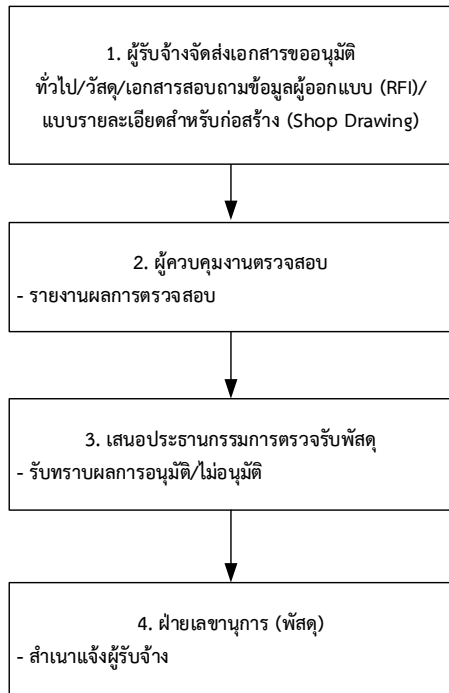 1. ผู้รับจ้างจัดส่งเอกสารขออนุมัติ
ทั่วไป/วัสดุ/เอกสารสอบถามข้อมูลผู้ออกแบบ (RFI)/
แบบรายละเอียดสำหรับก่อสร้าง (Shop Drawing)
2. ผู้ควบคุมงานตรวจสอบ
- รายงานผลการตรวจสอบ
3. เสนอประธานกรรมการตรวจรับพัสดุ
- รับทราบผลการอนุมัติ/ไม่อนุมัติ
4. ฝ่ายเลขานุการ (พัสดุ)
- สำเนาแจ้งผู้รับจ้าง